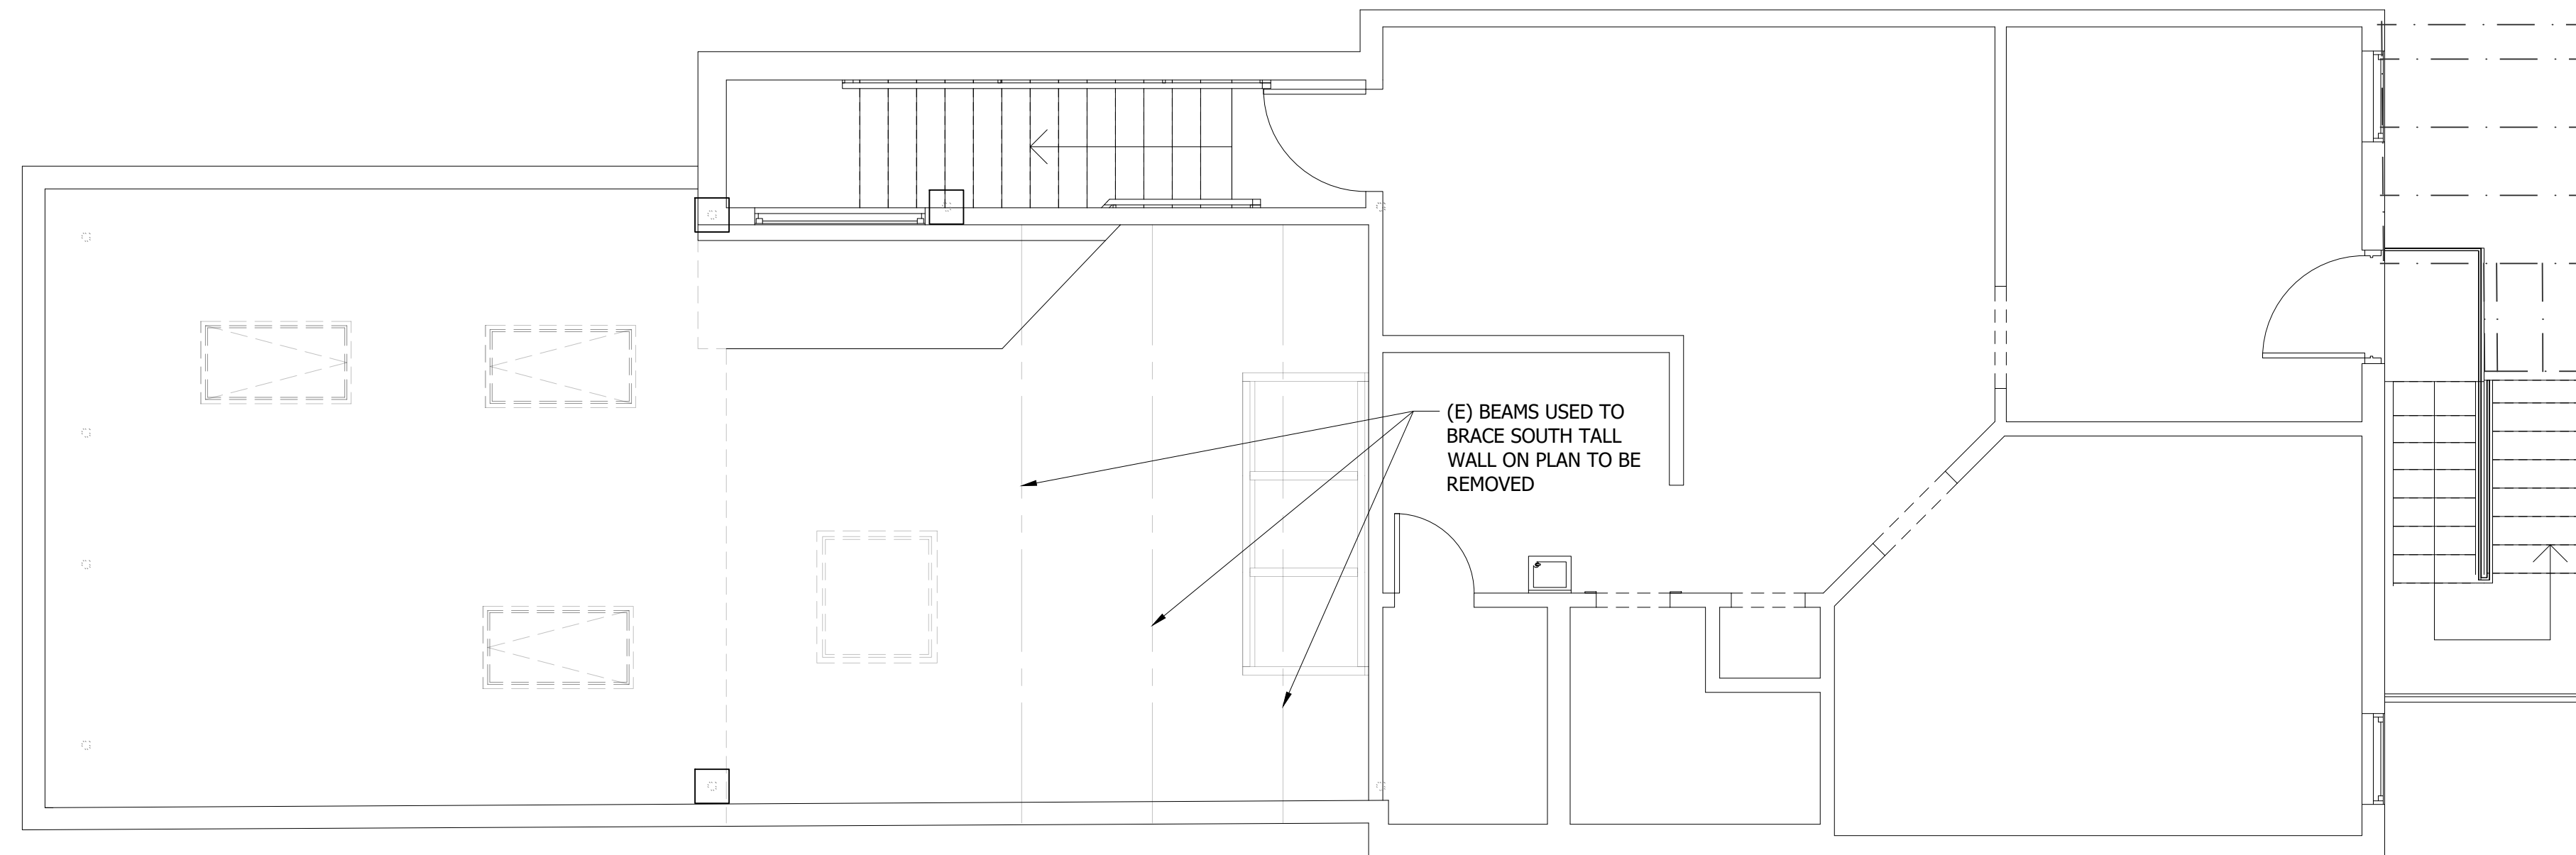 (E) BEAMS USED TO
BRACE SOUTH TALL
WALL ON PLAN TO BE
REMOVED